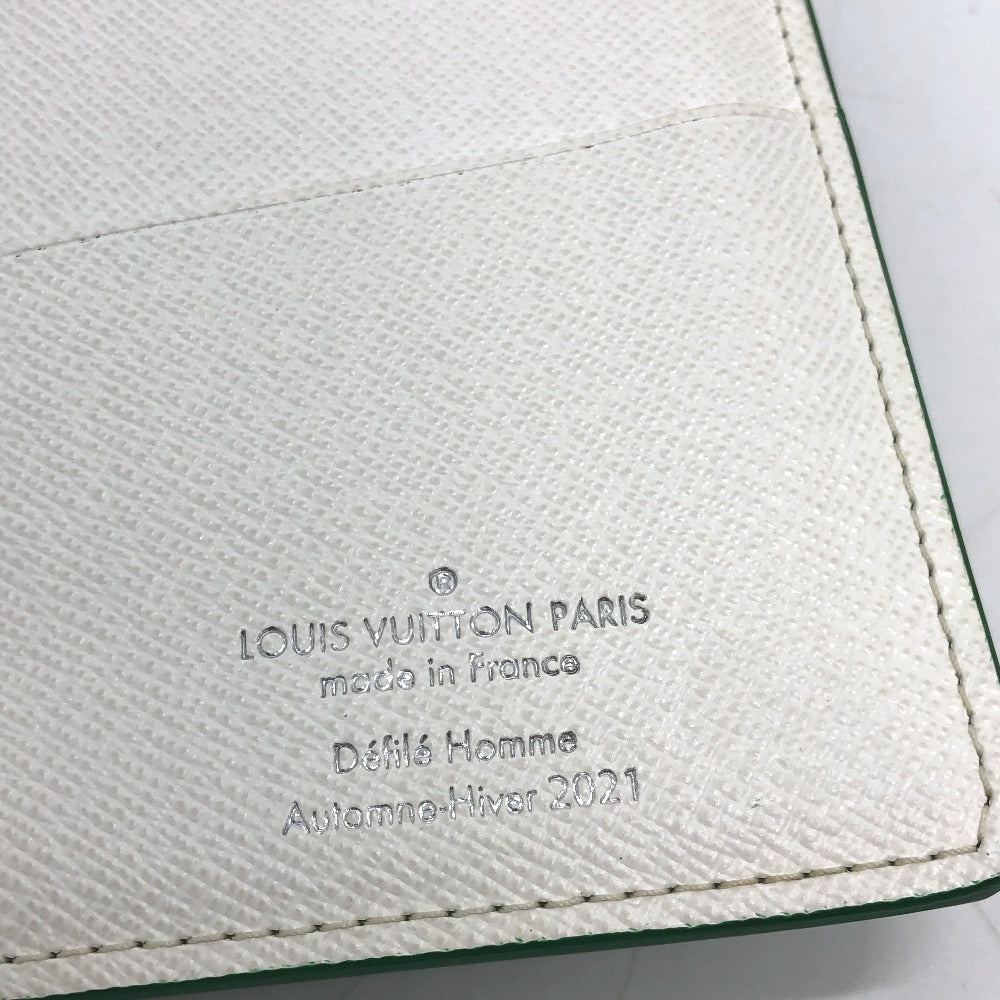 ®
LOUIS VUITTON PARIS
made in France
Défilé Homme
Automne-Hiver 2021